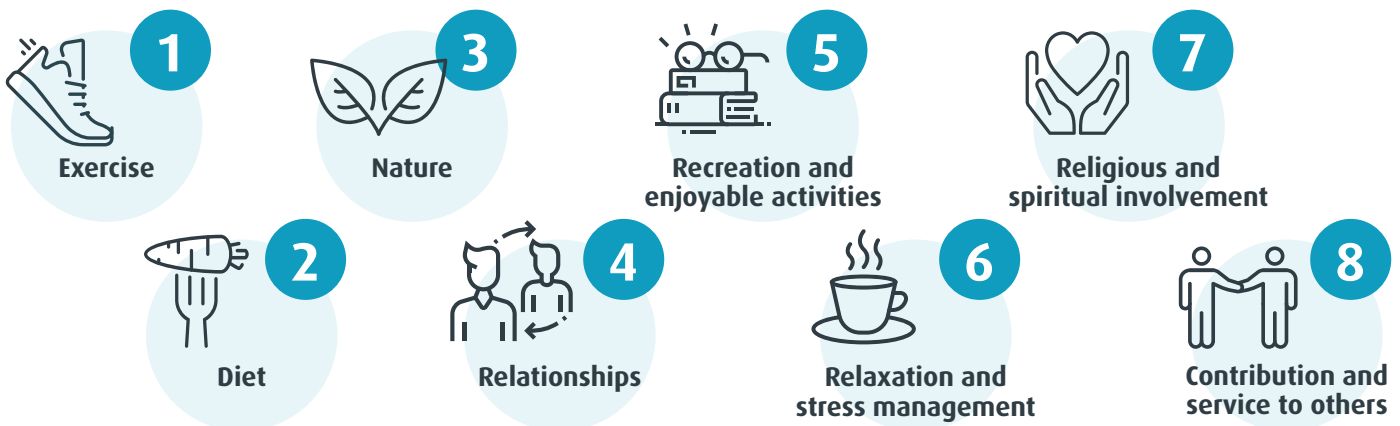 1
Exercise
2
Diet
3
Nature
4
Relationships
5
Recreation and
enjoyable activities
6
Relaxation and
stress management
7
Religious and
spiritual involvement
8
Contribution and
service to others